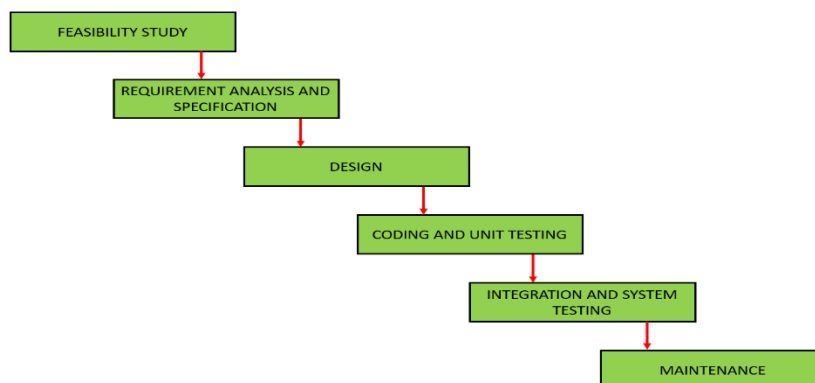 FEASIBILITY STUDY
REQUIREMENT ANALYSIS AND
SPECIFICATION
DESIGN
CODING AND UNIT TESTING
INTEGRATION AND SYSTEM
TESTING
MAINTENANCE